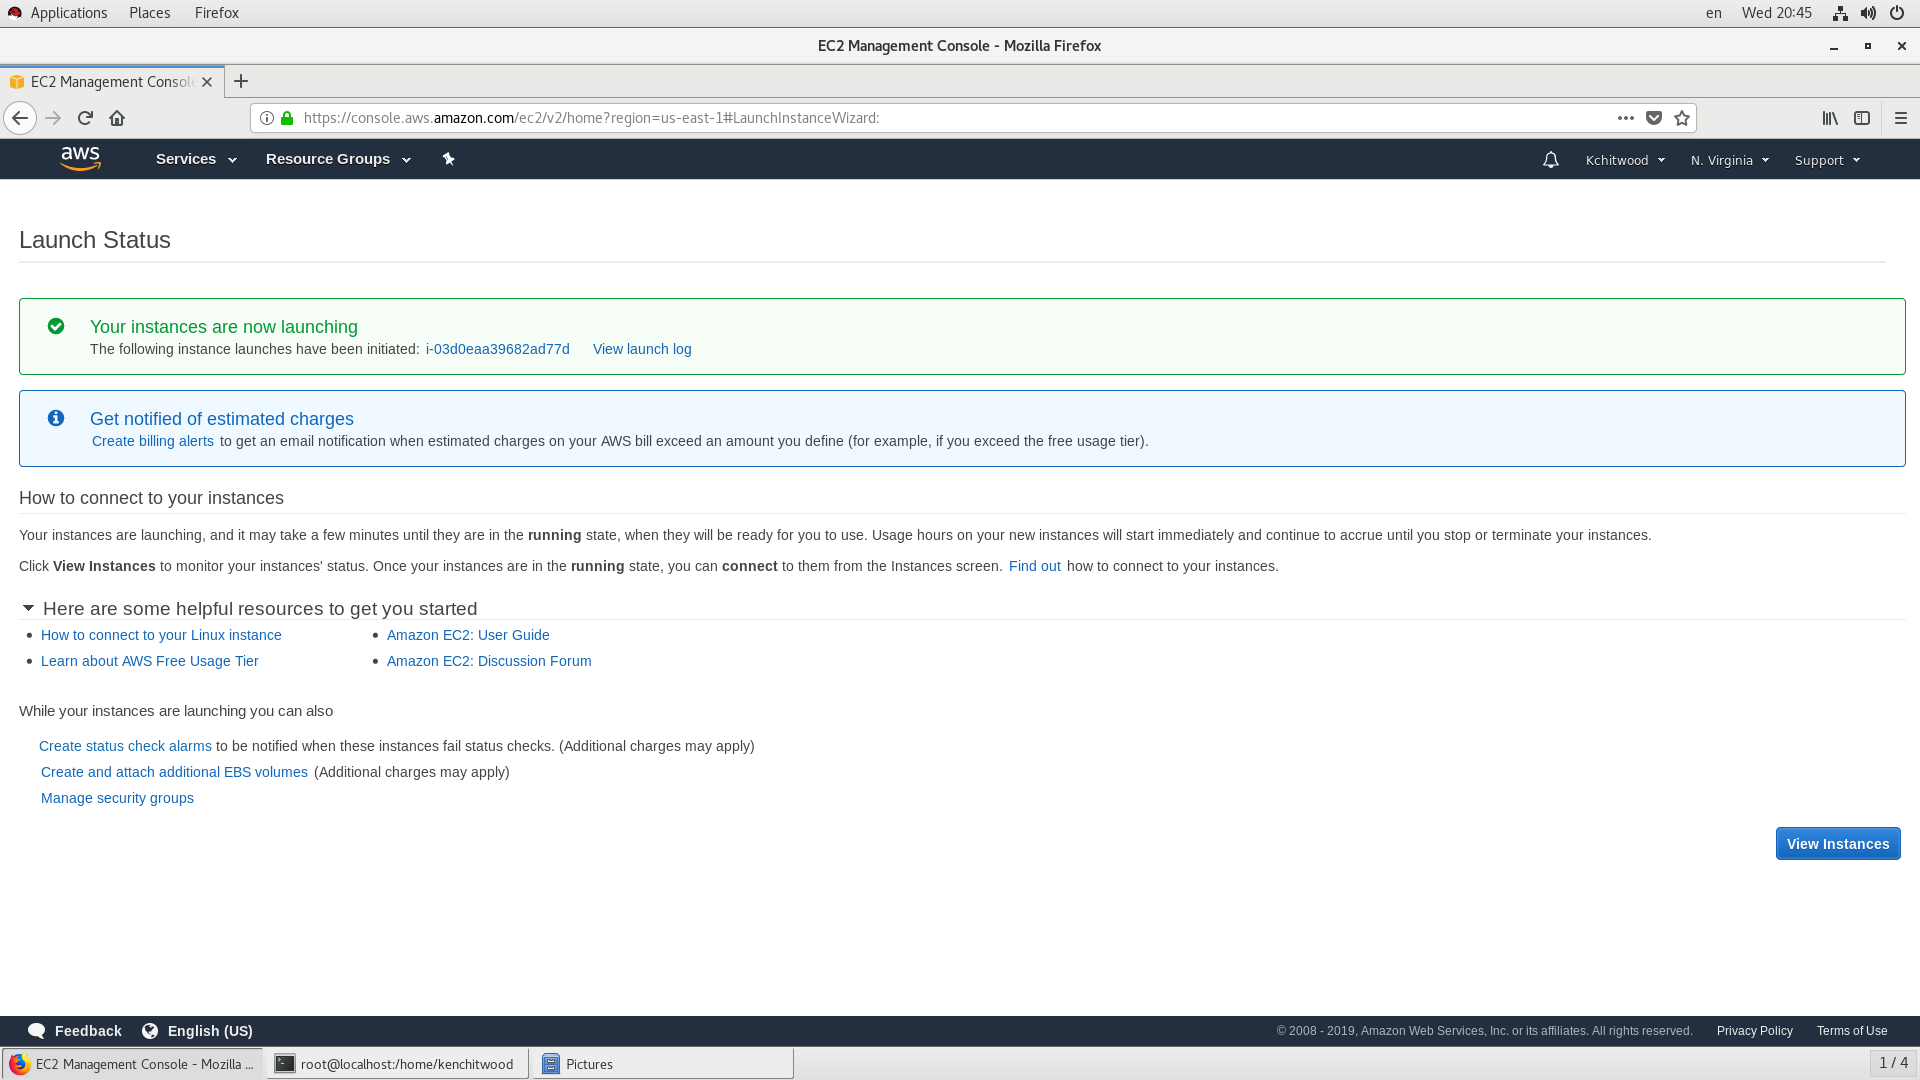 Applications Places Firefox en Wed 20:45
EC2 Management Console - Mozilla Firefox
EC2 Management Console
https://console.aws.amazon.com/ec2/v2/home?region=us-east-1#LaunchInstanceWizard:
aws Services Resource Groups Kchitwood N. Virginia Support
Launch Status
Your instances are now launching
The following instance launches have been initiated: i-03d0eaa39682ad77d View launch log
Get notified of estimated charges
Create billing alerts to get an email notification when estimated charges on your AWS bill exceed an amount you define (for example, if you exceed the free usage tier).
How to connect to your instances
Your instances are launching, and it may take a few minutes until they are in the running state, when they will be ready for you to use. Usage hours on your new instances will start immediately and continue to accrue until you stop or terminate your instances.
Click View Instances to monitor your instances' status. Once your instances are in the running state, you can connect to them from the Instances screen. Find out how to connect to your instances.
Here are some helpful resources to get you started
• How to connect to your Linux instance • Amazon EC2: User Guide
• Learn about AWS Free Usage Tier • Amazon EC2: Discussion Forum
While your instances are launching you can also
Create status check alarms to be notified when these instances fail status checks. (Additional charges may apply)
Create and attach additional EBS volumes (Additional charges may apply)
Manage security groups
View Instances
Feedback English (US) © 2008 - 2019, Amazon Web Services, Inc. or its affiliates. All rights reserved. Privacy Policy Terms of Use
EC2 Management Console - Mozilla ... root@localhost:/home/kenchitwood Pictures 1 / 4